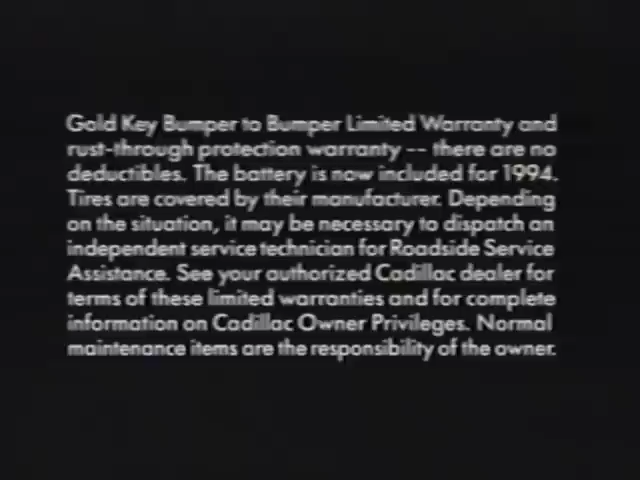 Gold Key Bumper to Bumper Limited Warranty and
rust-through protection warranty -- there are no
deductibles. The battery is now included for 1994.
Tires are covered by their manufacturer. Depending
on the situation, it may be necessary to dispatch an
independent service technician for Roadside Service
Assistance. See your authorized Cadillac dealer for
terms of these limited warranties and for complete
information on Cadillac Owner Privileges. Normal
maintenance items are the responsibility of the owner.